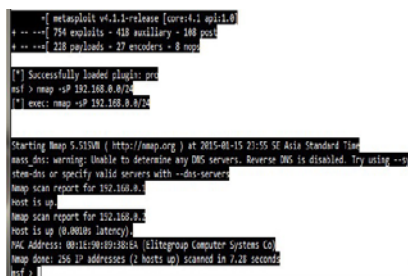 =[ metasploit v4.1.1-release [core:4.1 api:1.0]
+ -- --=[ 754 exploits - 418 auxiliary - 108 post
+ -- --=[ 228 payloads - 27 encoders - 8 nops
[*] Successfully loaded plugin: pro
msf > nmap -sP 192.168.0.0/24
[*] exec: nmap -sP 192.168.0.0/24
Starting Nmap 5.51SVN ( http://nmap.org ) at 2015-01-15 23:55 SE Asia Standard Time
mass_dns: warning: Unable to determine any DNS servers. Reverse DNS is disabled. Try using --sy
stem-dns or specify valid servers with --dns-servers
Nmap scan report for 192.168.0.1
Host is up.
Nmap scan report for 192.168.0.2
Host is up (0.0010s latency).
MAC Address: 00:1E:90:89:38:EA (Elitegroup Computer Systems Co)
Nmap done: 256 IP addresses (2 hosts up) scanned in 7.28 seconds
msf >